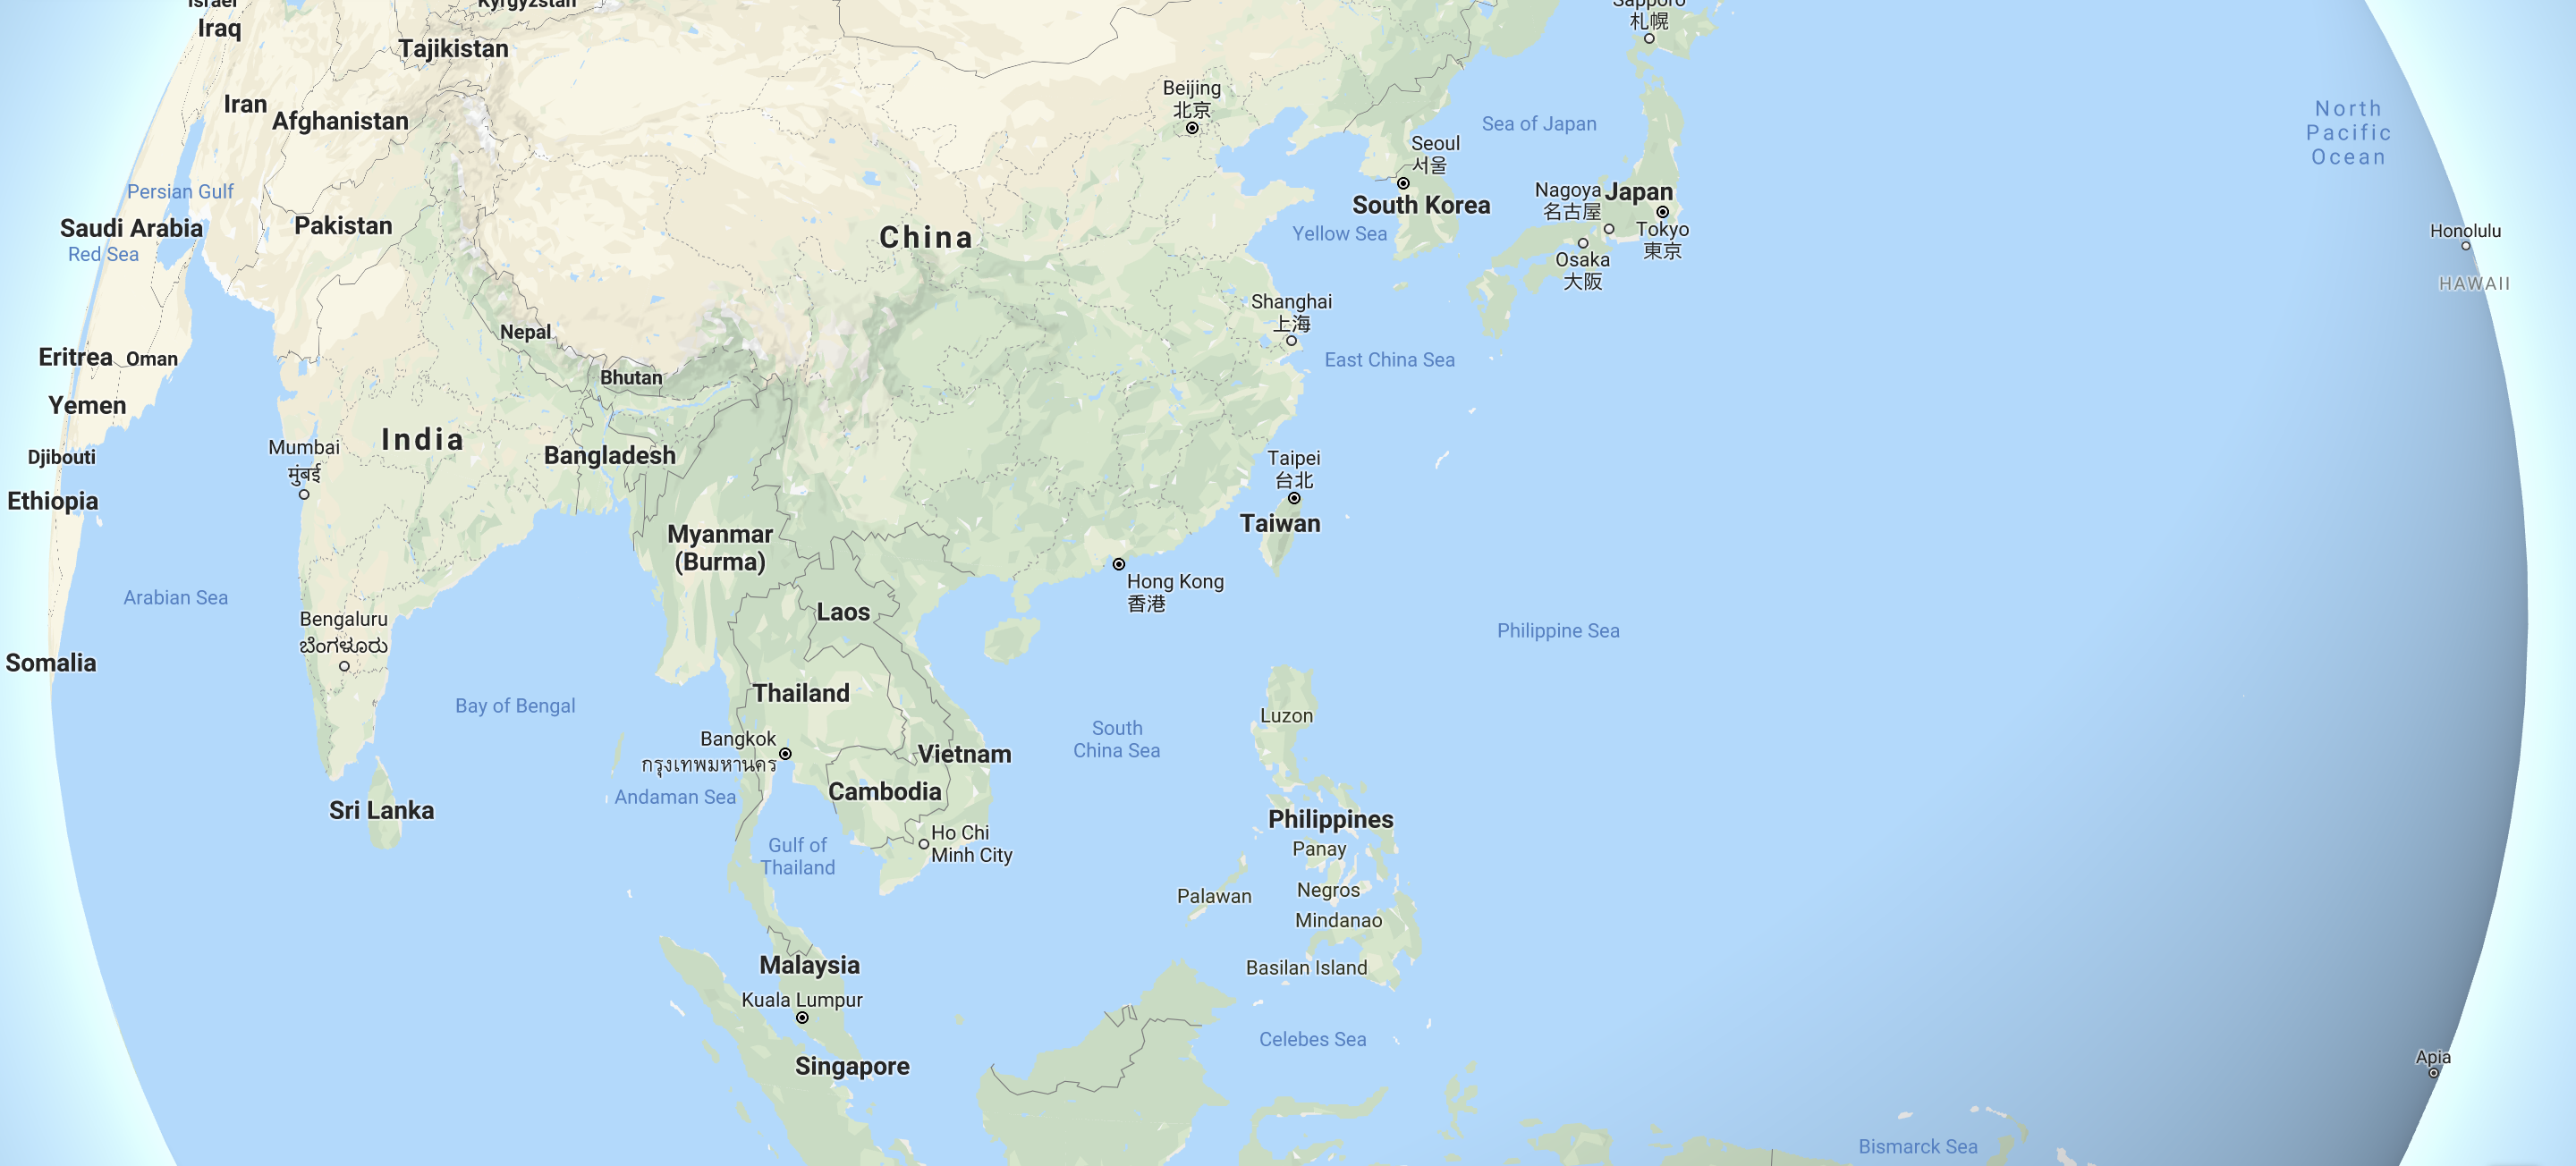 Israel
Kyrgyzstan
Sapporo
札幌
Iraq
Tajikistan
Beijing
北京
Iran
Afghanistan
Sea of Japan
North
Pacific
Ocean
Seoul
서울
Persian Gulf
South Korea
Nagoya
名古屋
Japan
Saudi Arabia
Pakistan
China
Yellow Sea
Tokyo
東京
Honolulu
Red Sea
Osaka
大阪
HAWAII
Shanghai
上海
Nepal
Eritrea
Oman
East China Sea
Bhutan
Yemen
India
Mumbai
मुंबई
Djibouti
Bangladesh
Taipei
台北
Ethiopia
Taiwan
Myanmar
(Burma)
Hong Kong
香港
Arabian Sea
Laos
Bengaluru
ಬೆಂಗಳೂರು
Philippine Sea
Somalia
Thailand
Bay of Bengal
South
China Sea
Luzon
Bangkok
กรุงเทพมหานคร
Vietnam
Cambodia
Andaman Sea
Sri Lanka
Philippines
Ho Chi
Minh City
Gulf of
Thailand
Panay
Palawan
Negros
Mindanao
Malaysia
Basilan Island
Kuala Lumpur
Celebes Sea
Singapore
Apia
Bismarck Sea